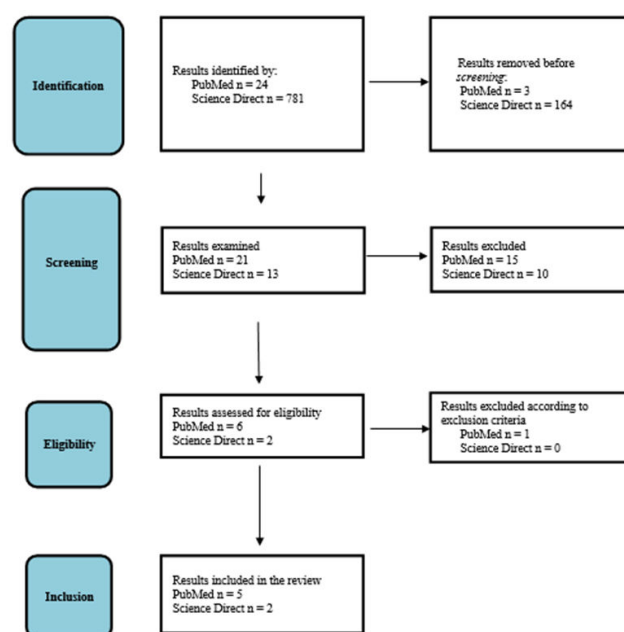 Identification
Results identified by:
PubMed n = 24
Science Direct n = 781
Results removed before
screening:
PubMed n = 3
Science Direct n = 164
Screening
Results examined
PubMed n = 21
Science Direct n = 13
Results excluded
PubMed n = 15
Science Direct n = 10
Eligibility
Results assessed for eligibility
PubMed n = 6
Science Direct n = 2
Results excluded according to
exclusion criteria
PubMed n = 1
Science Direct n = 0
Inclusion
Results included in the review
PubMed n = 5
Science Direct n = 2